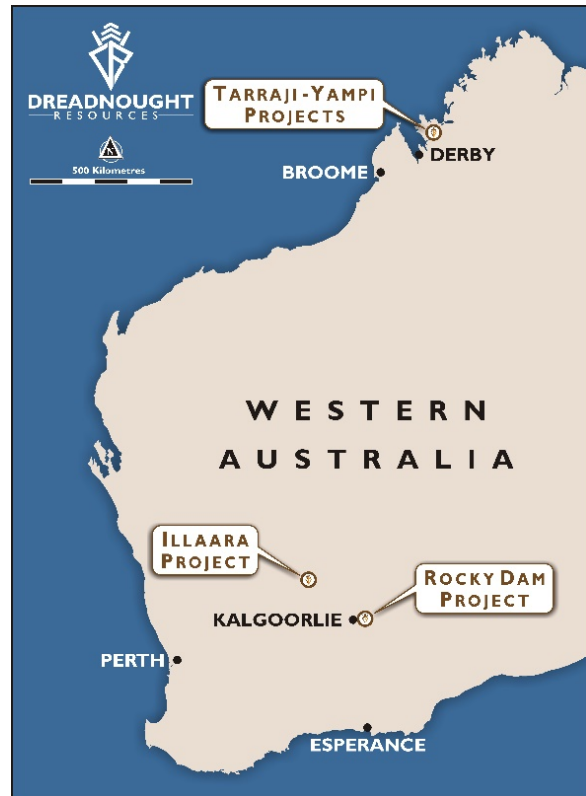 DREADNOUGHT
RESOURCES
500 Kilometres
TARRAJI-YAMPI
PROJECTS
DERBY
BROOME
WESTERN
AUSTRALIA
ILLAARA
PROJECT
ROCKY DAM
PROJECT
KALGOORLIE
PERTH
ESPERANCE